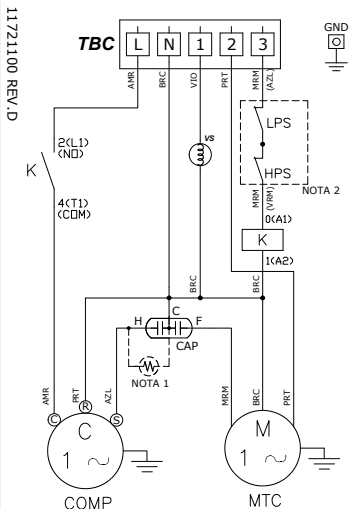 11721100 REV.D
TBC L N 1 2 3
GND
AMR BRC VIO PRT MRM (AZL)
K
2(L1)
(NO)
4(T1)
(COM)
VS
LPS
HPS
NOTA 2
MRM (VRM)
0(A1)
K
1(A2)
BRC BRC
H C F
CAP
NOTA 1
AMR PRT AZL MRM BRC PRT
C R S
C
1 ~
COMP
M
1 ~
MTC